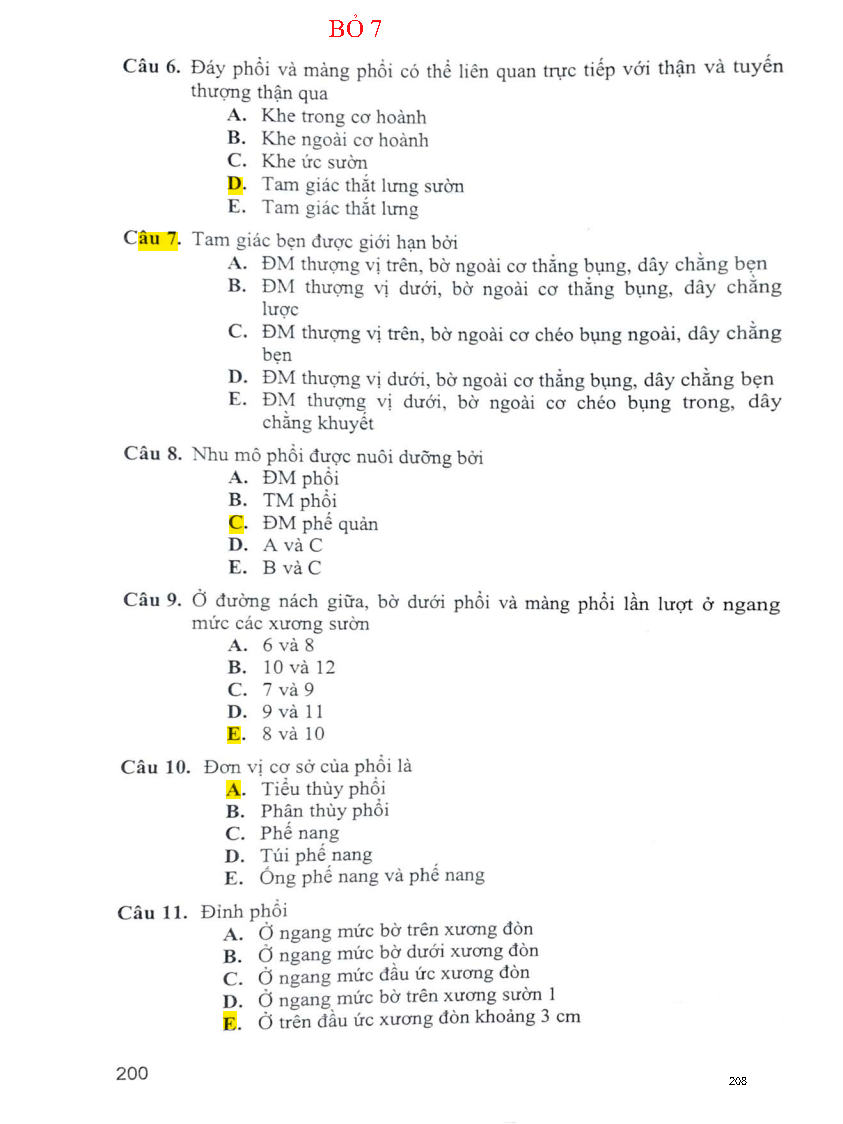 BỎ 7
Câu 6. Đáy phổi và màng phổi có thể liên quan trực tiếp với thận và tuyến
thượng thận qua
A. Khe trong cơ hoành
B. Khe ngoài cơ hoành
C. Khe ức sườn
D. Tam giác thắt lưng sườn
E. Tam giác thắt lưng
Câu 7. Tam giác bẹn được giới hạn bởi
A. ĐM thượng vị trên, bờ ngoài cơ thẳng bụng, dây chằng bẹn
B. ĐM thượng vị dưới, bờ ngoài cơ thẳng bụng, dây chằng
lược
C. ĐM thượng vị trên, bờ ngoài cơ chéo bụng ngoài, dây chằng
bẹn
D. ĐM thượng vị dưới, bờ ngoài cơ thẳng bụng, dây chằng bẹn
E. ĐM thượng vị dưới, bờ ngoài cơ chéo bụng trong, dây
chằng khuyết
Câu 8. Nhu mô phổi được nuôi dưỡng bởi
A. ĐM phổi
B. TM phổi
C. ĐM phế quản
D. A và C
E. B và C
Câu 9. Ở đường nách giữa, bờ dưới phổi và màng phổi lần lượt ở ngang
mức các xương sườn
A. 6 và 8
B. 10 và 12
C. 7 và 9
D. 9 và 11
E. 8 và 10
Câu 10. Đơn vị cơ sở của phổi là
A. Tiểu thùy phổi
B. Phân thùy phổi
C. Phế nang
D. Túi phế nang
E. Ống phế nang và phế nang
Câu 11. Đỉnh phổi
A. Ở ngang mức bờ trên xương đòn
B. Ở ngang mức bờ dưới xương đòn
C. Ở ngang mức đầu ức xương đòn
D. Ở ngang mức bờ trên xương sườn 1
E. Ở trên đầu ức xương đòn khoảng 3 cm
200
208